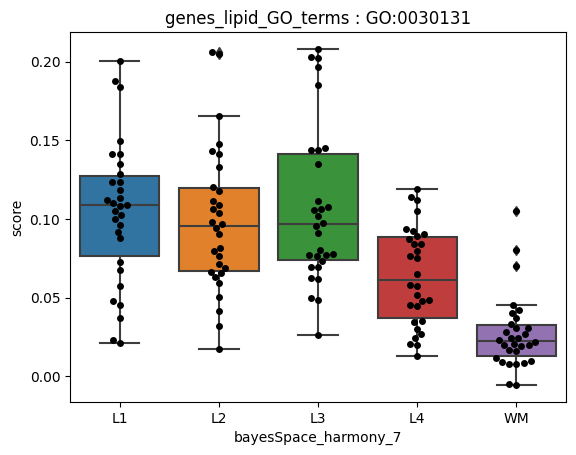 genes_lipid_GO_terms : GO:0030131
score
0.20
0.15
0.10
0.05
0.00
L1 L2 L3 L4 WM
bayesSpace_harmony_7